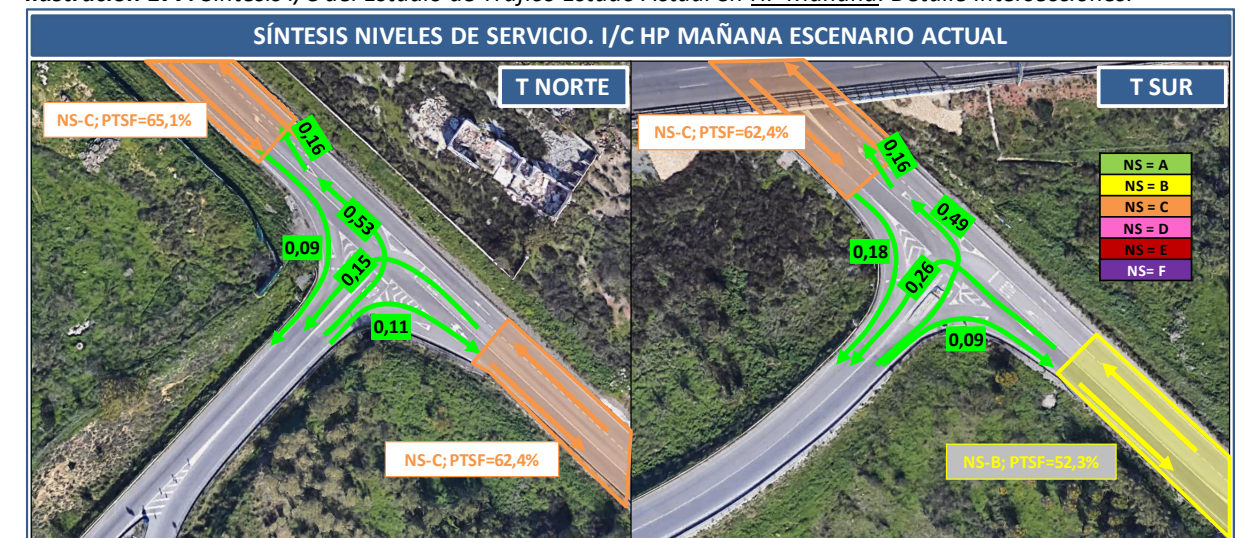 SÍNTESIS NIVELES DE SERVICIO. I/C HP MAÑANA ESCENARIO ACTUAL
T NORTE
NS-C; PTSF=65,1%
0,16
0,53
0,09
0,15
0,11
NS-C; PTSF=62,4%
T SUR
NS-C; PTSF=62,4%
0,16
0,49
0,18
0,26
0,09
NS-B; PTSF=52,3%
NS = A
NS = B
NS = C
NS = D
NS = E
NS= F